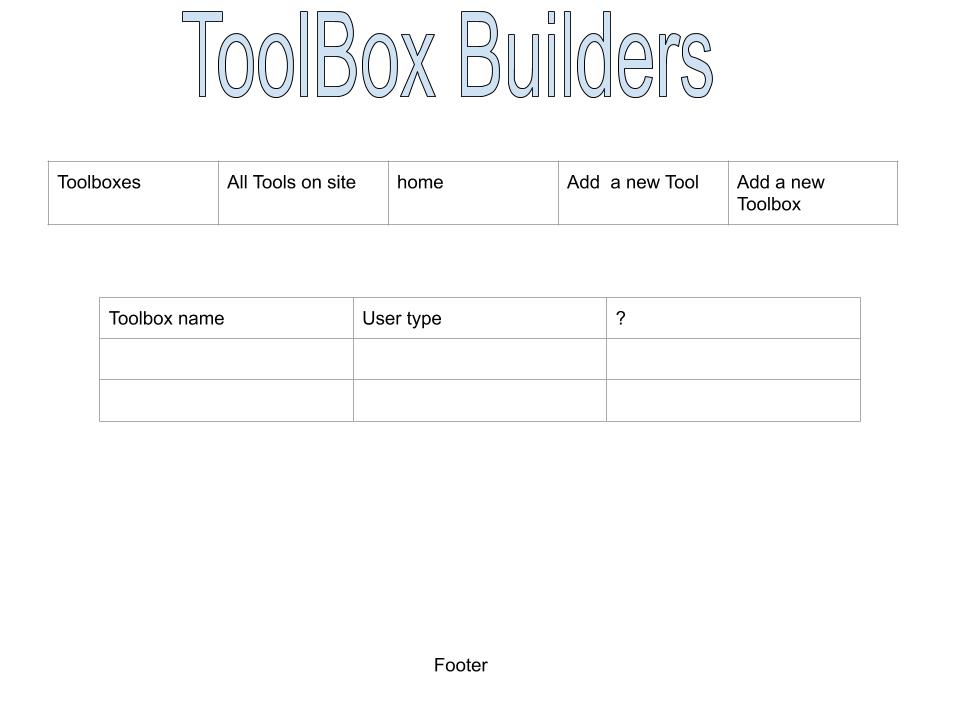 ToolBox Builders
Toolboxes
All Tools on site
home
Add  a new Tool
Add a new
Toolbox
Toolbox name
User type
?
Footer